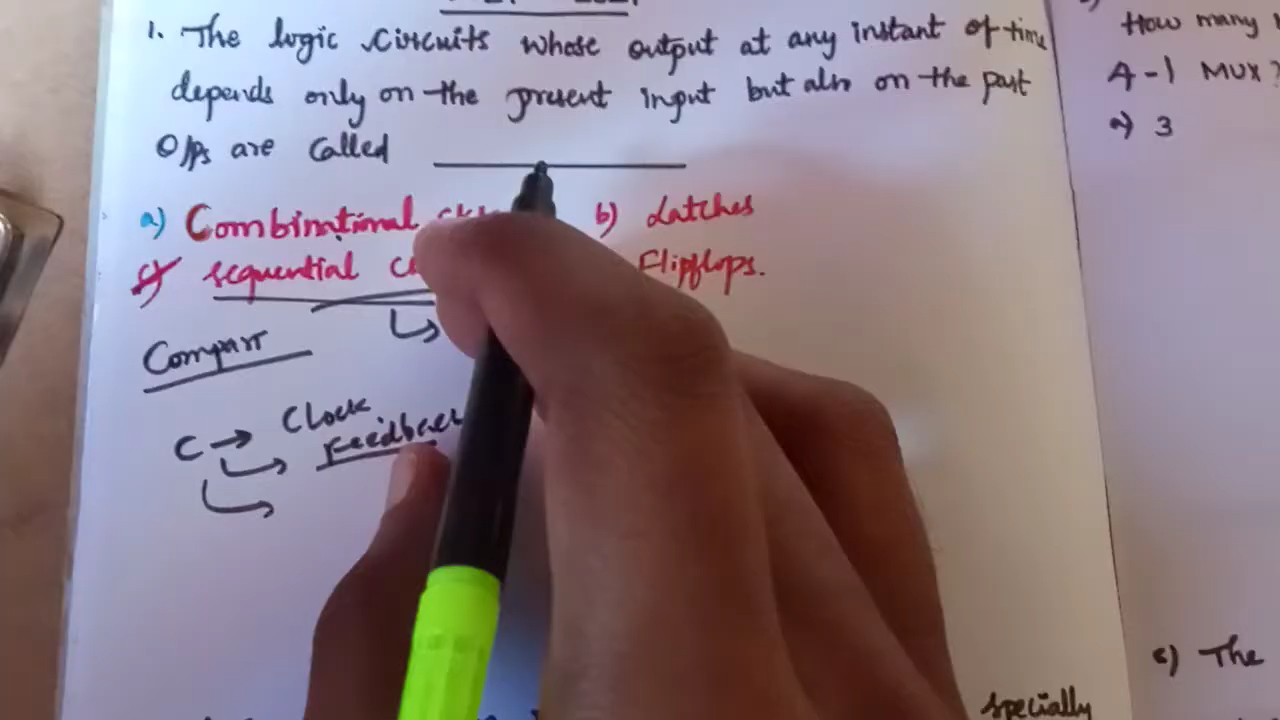 1. The logic circuits whose output at any instant of time
depends only on the present input but also on the past
O/ps are called
a) Combinational
b) Latches
c) sequential
Flipflops.
Compart
C → Clock
Feedback
How many
4-1 MUX?
a) 3
c) The
specially